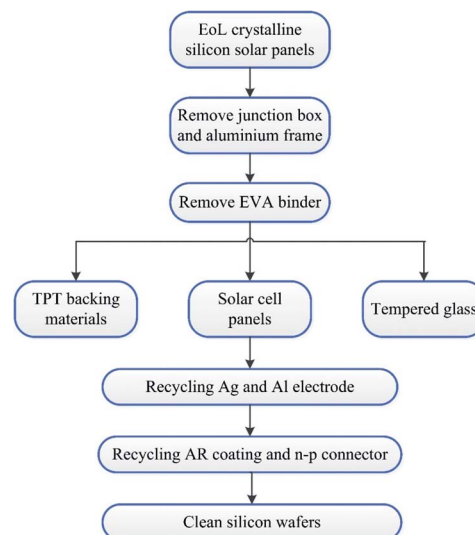 EoL crystalline
silicon solar panels
Remove junction box
and aluminium frame
Remove EVA binder
TPT backing
materials
Solar cell
panels
Tempered glass
Recycling Ag and Al electrode
Recycling AR coating and n-p connector
Clean silicon wafers